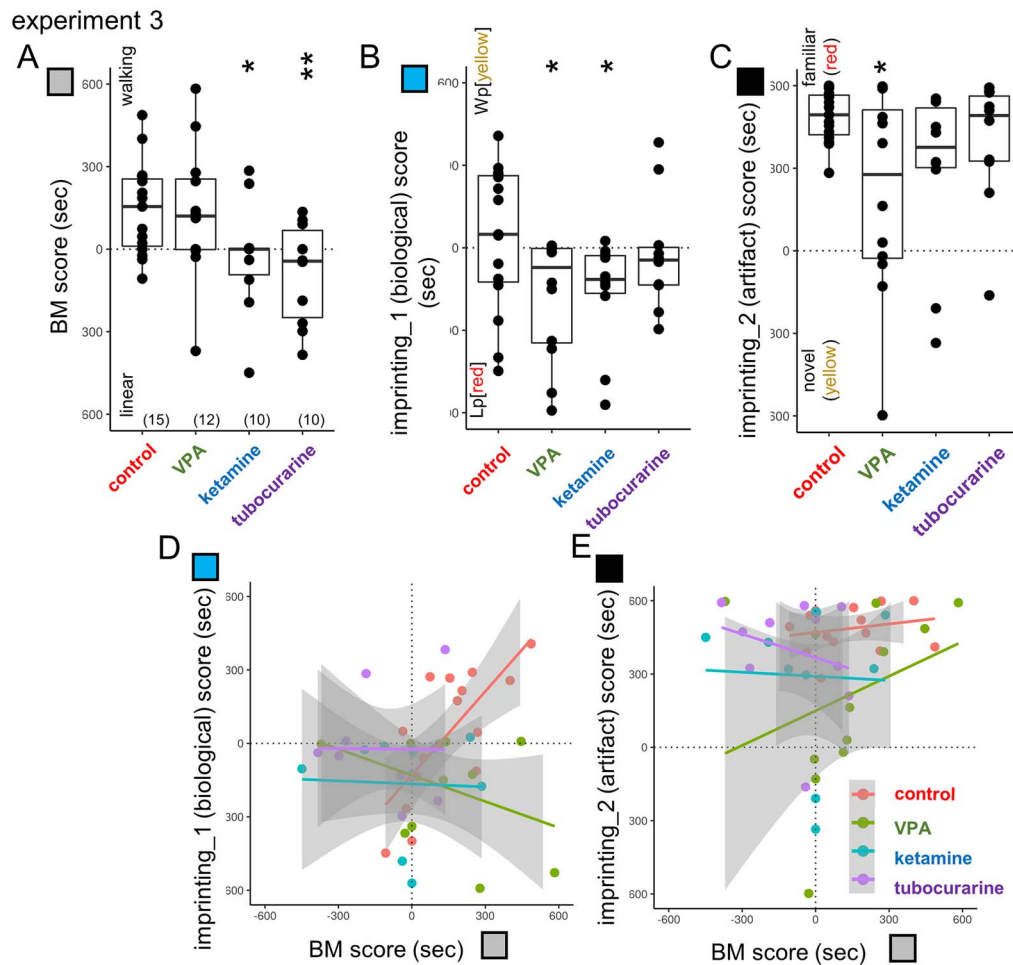 experiment 3
A
BM score (sec)
walking
linear
600
300
0
300
600
*
**
(15)
(12)
(10)
(10)
control
VPA
ketamine
tubocurarine
B
imprinting_1 (biological) score
(sec)
Wp[yellow]
Lp[red]
*
*
control
VPA
ketamine
tubocurarine
C
imprinting_2 (artifact) score (sec)
familiar
(red)
novel
(yellow)
600
300
0
300
600
*
control
VPA
ketamine
tubocurarine
D
imprinting_1 (biological) score (sec)
600
300
0
300
600
-600
-300
0
300
600
BM score (sec)
E
imprinting_2 (artifact) score (sec)
600
300
0
300
600
-600
-300
0
300
600
BM score (sec)
control
VPA
ketamine
tubocurarine